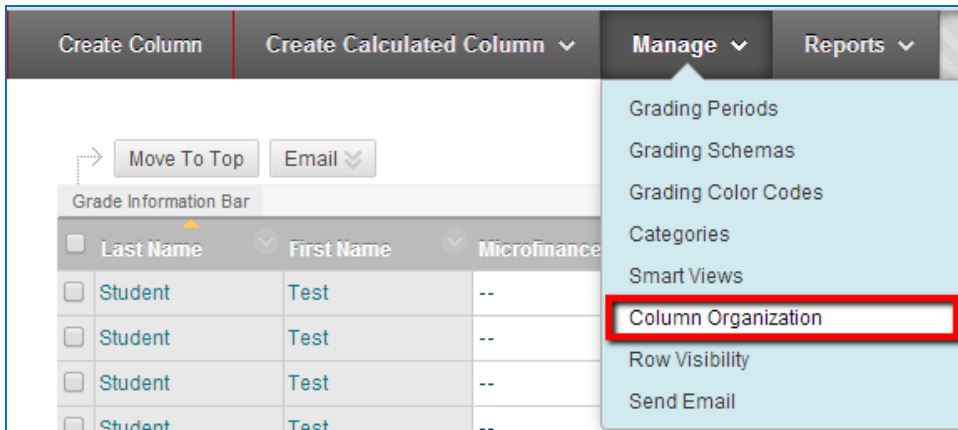 Create Column Create Calculated Column Manage Reports
Grading Periods
Move To Top Email Grading Schemas
Grade Information Bar Grading Color Codes
Last Name First Name Microfinance Categories
Smart Views
Student Test -- Column Organization
Student Test -- Row Visibility
Student Test -- Send Email
Student Test --